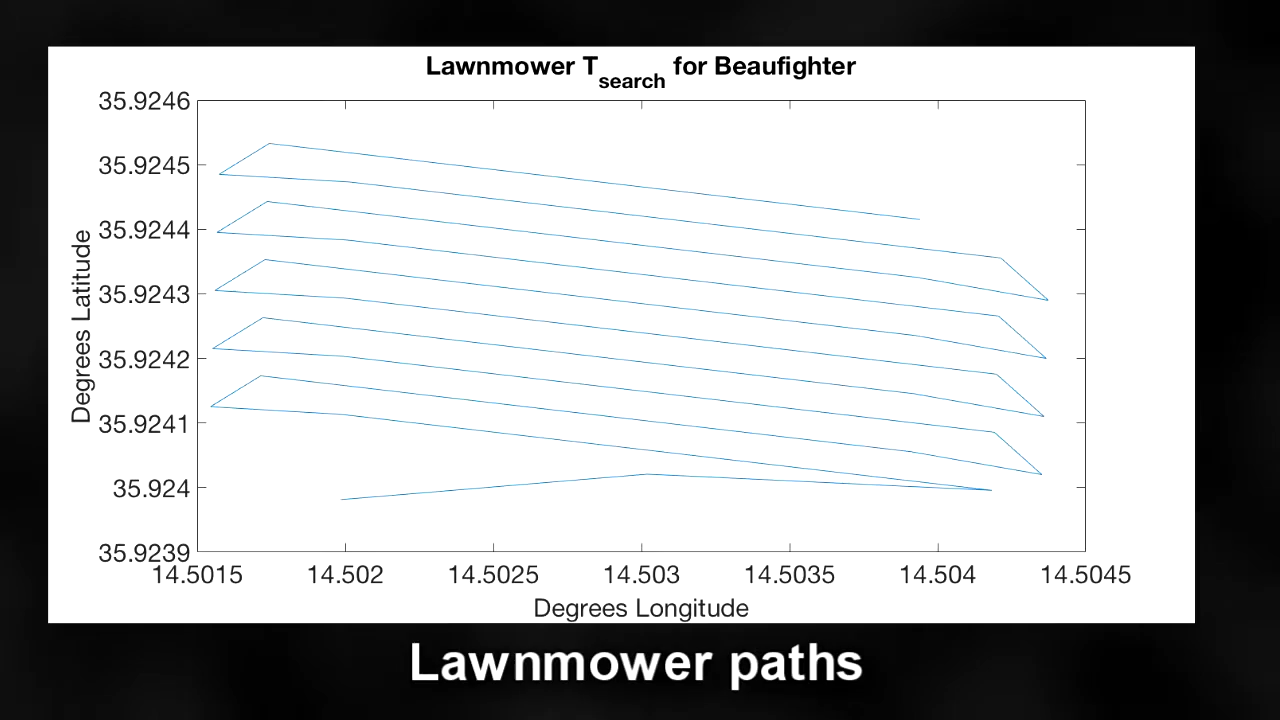 Lawnmower Tsearch for Beaufighter
35.9246
35.9245
35.9244
35.9243
35.9242
35.9241
35.924
35.9239
Degrees Latitude
14.5015 14.502 14.5025 14.503 14.5035 14.504 14.5045
Degrees Longitude
Lawnmower paths